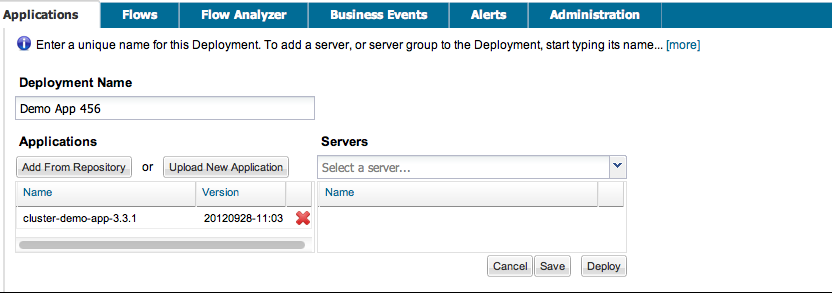 Applications Flows Flow Analyzer Business Events Alerts Administration
Enter a unique name for this Deployment. To add a server, or server group to the Deployment, start typing its name... [more]
Deployment Name
Demo App 456
Applications
Add From Repository or Upload New Application
Name Version
cluster-demo-app-3.3.1 20120928-11:03
Servers
Select a server...
Name
Cancel Save Deploy